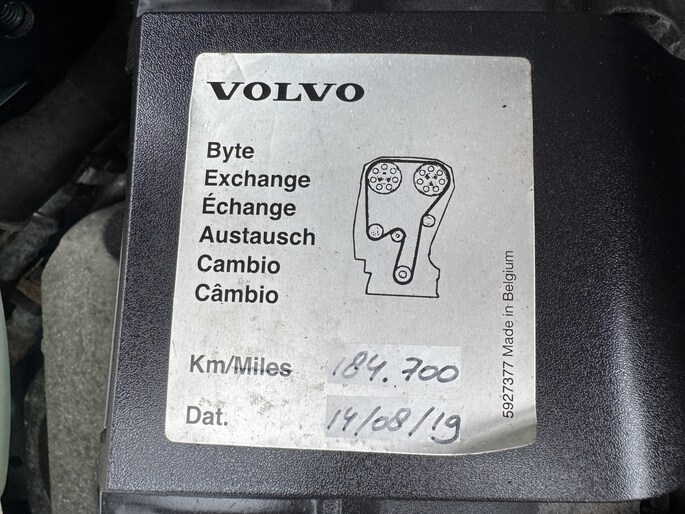 VOLVO
Byte
Exchange
Échange
Austausch
Cambio
Câmbio
Km/Miles 184.700
Dat. 14/08/19
5927377 Made in Belgium